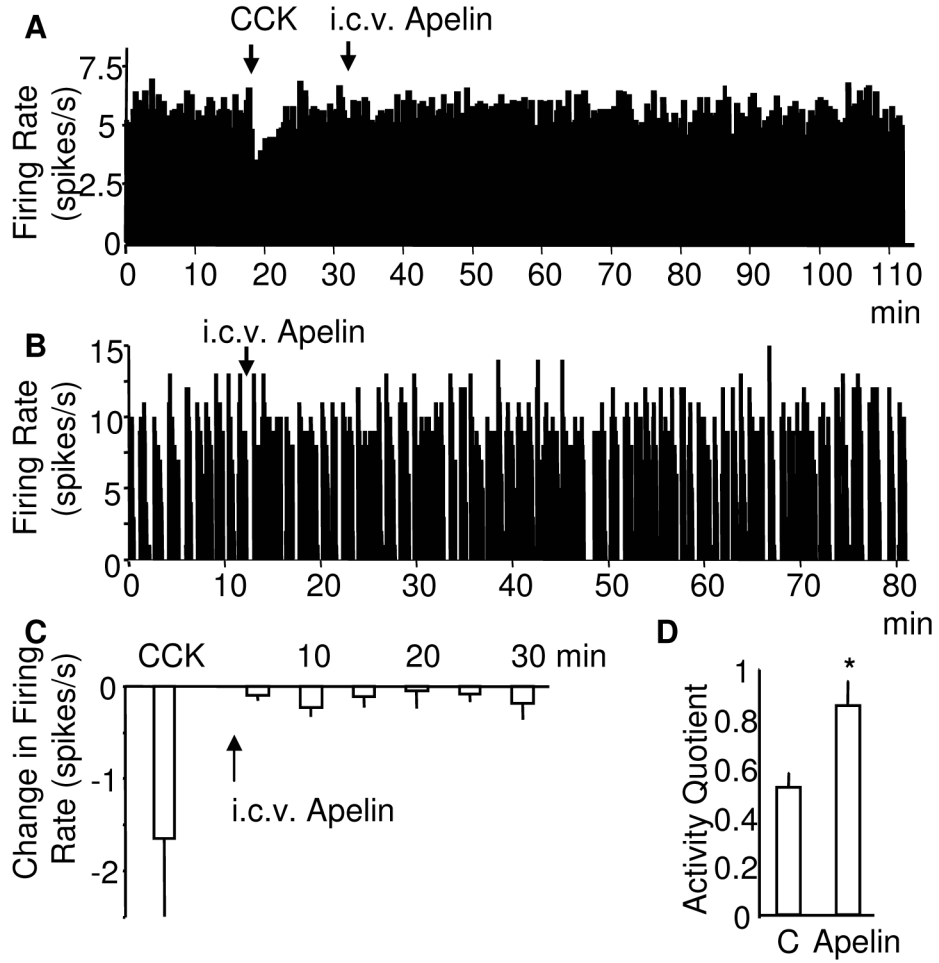 A
CCK
i.c.v. Apelin
Firing Rate
(spikes/s)
7.5
5
2.5
0
0 10 20 30 40 50 60 70 80 90 100 110
min
B
i.c.v. Apelin
Firing Rate
(spikes/s)
15
10
5
0
0 10 20 30 40 50 60 70 80
min
C
CCK 10 20 30 min
Change in Firing
Rate (spikes/s)
0
-1
-2
i.c.v. Apelin
D
Activity Quotient
1
0.8
0.6
0.4
0.2
0
*
C Apelin